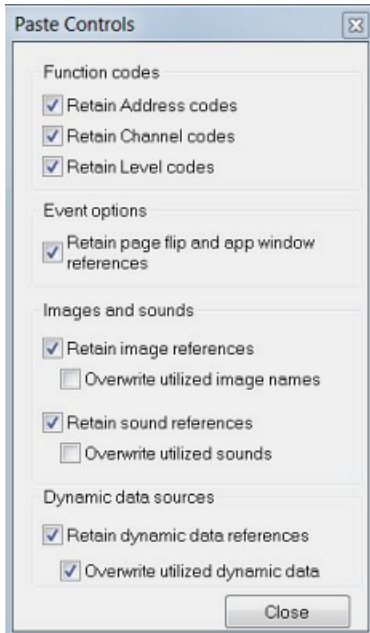 Paste Controls
Function codes
Retain Address codes
Retain Channel codes
Retain Level codes
Event options
Retain page flip and app window
references
Images and sounds
Retain image references
Overwrite utilized image names
Retain sound references
Overwrite utilized sounds
Dynamic data sources
Retain dynamic data references
Overwrite utilized dynamic data
Close